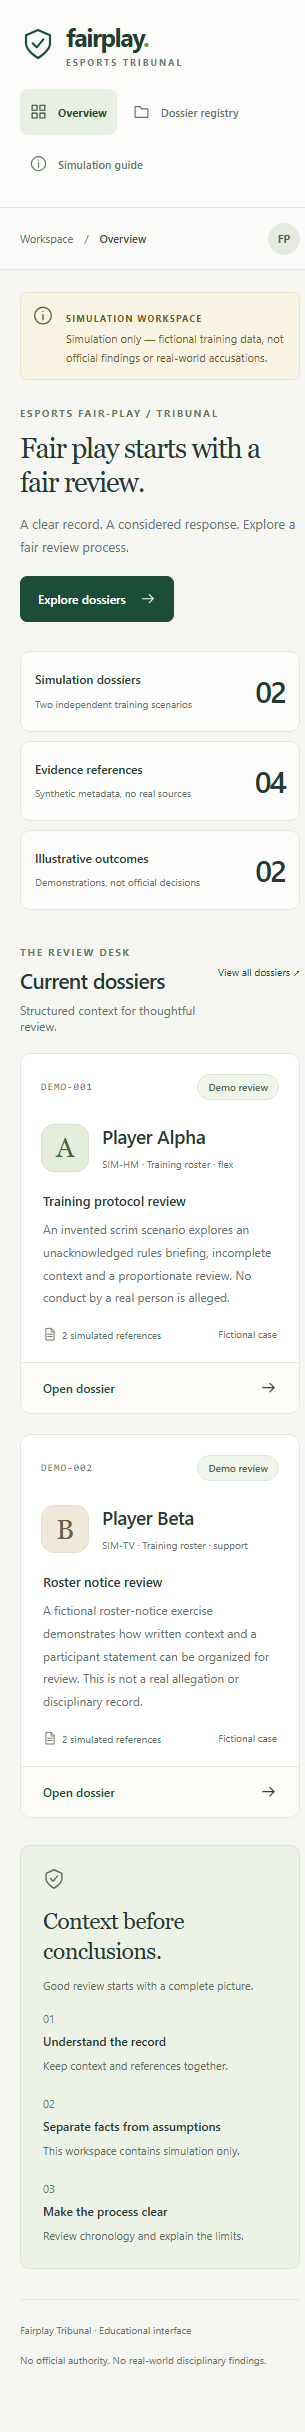 fairplay.
ESPORTS TRIBUNAL
Overview
Dossier registry
Simulation guide
Workspace / Overview
FP
SIMULATION WORKSPACE
Simulation only — fictional training data, not
official findings or real-world accusations.
ESPORTS FAIR-PLAY / TRIBUNAL
Fair play starts with a
fair review.
A clear record. A considered response. Explore a
fair review process.
Explore dossiers →
Simulation dossiers
Two independent training scenarios
02
Evidence references
Synthetic metadata, no real sources
04
Illustrative outcomes
Demonstrations, not official decisions
02
THE REVIEW DESK
Current dossiers
View all dossiers ↗
Structured context for thoughtful
review.
DEMO-001
Demo review
A
Player Alpha
SIM-HM · Training roster · flex
Training protocol review
An invented scrim scenario explores an
unacknowledged rules briefing, incomplete
context and a proportionate review. No
conduct by a real person is alleged.
2 simulated references
Fictional case
Open dossier →
DEMO-002
Demo review
B
Player Beta
SIM-TV · Training roster · support
Roster notice review
A fictional roster-notice exercise
demonstrates how written context and a
participant statement can be organized for
review. This is not a real allegation or
disciplinary record.
2 simulated references
Fictional case
Open dossier →
Context before
conclusions.
Good review starts with a complete picture.
01
Understand the record
Keep context and references together.
02
Separate facts from assumptions
This workspace contains simulation only.
03
Make the process clear
Review chronology and explain the limits.
Fairplay Tribunal · Educational interface
No official authority. No real-world disciplinary findings.